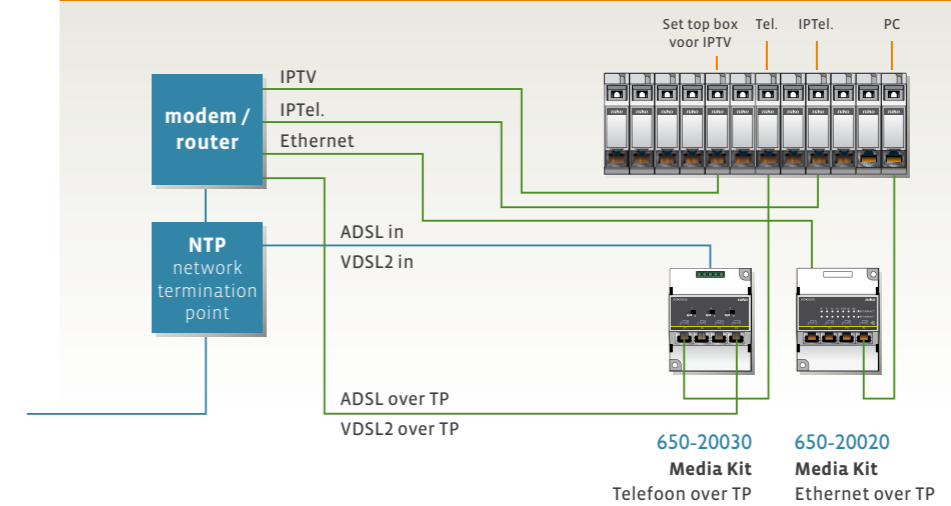 Set top box
voor IPTV
Tel.
IPTel.
PC
IPTV
IPTel.
Ethernet
modem /
router
NTP
network
termination
point
ADSL in
VDSL2 in
ADSL over TP
VDSL2 over TP
650-20030
Media Kit
Telefoon over TP
650-20020
Media Kit
Ethernet over TP